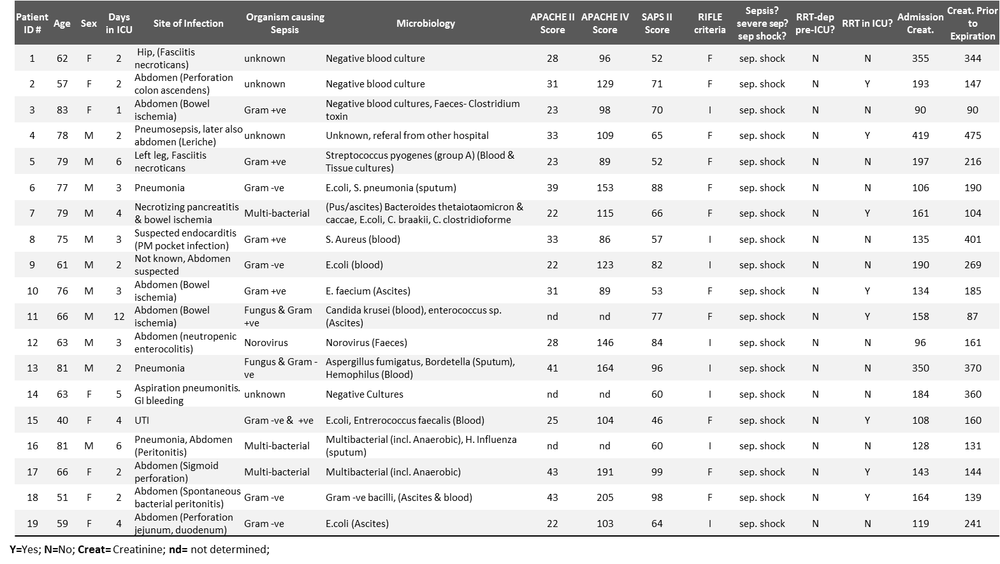 Patient ID # Age Sex Days in ICU Site of Infection Organism causing Sepsis Microbiology APACHE II Score APACHE IV Score SAPS II Score RIFLE criteria Sepsis? severe sep? sep shock? RRT-dep pre-ICU? RRT in ICU? Admission Creat. Creat. Prior to Expiration
1 62 F 2 Hip, (Fasciitis necroticans) unknown Negative blood culture 28 96 52 F sep. shock N N 355 344
2 57 F 2 Abdomen (Perforation colon ascendens) unknown Negative blood culture 31 129 71 F sep. shock N Y 193 147
3 83 F 1 Abdomen (Bowel ischemia) Gram +ve Negative blood cultures, Faeces- Clostridium toxin 23 98 70 I sep. shock N N 90 90
4 78 M 2 Pneumosepsis, later also abdomen (Leriche) unknown Unknown, referal from other hospital 33 109 65 F sep. shock N Y 419 475
5 79 M 6 Left leg, Fasciitis necroticans Gram +ve Streptococcus pyogenes (group A) (Blood & Tissue cultures) 23 89 52 F sep. shock N N 197 216
6 77 M 3 Pneumonia Gram -ve E.coli, S. pneumonia (sputum) 39 153 88 F sep. shock N N 106 190
7 79 M 4 Necrotizing pancreatitis & bowel ischemia Multi-bacterial (Pus/ascites) Bacteroides thetaiotaomicron & caccae, E.coli, C. braakii, C. clostridioforme 22 115 66 F sep. shock N Y 161 104
8 75 M 3 Suspected endocarditis (PM pocket infection) Gram +ve S. Aureus (blood) 33 86 57 I sep. shock N N 135 401
9 61 M 2 Not known, Abdomen suspected Gram -ve E.coli (blood) 22 123 82 I sep. shock N N 190 269
10 76 M 3 Abdomen (Bowel ischemia) Gram +ve E. faecium (Ascites) 31 89 53 F sep. shock N Y 134 185
11 66 M 12 Abdomen (Bowel ischemia) Fungus & Gram +ve Candida krusei (blood), enterococcus sp. (Ascites) nd nd 77 F sep. shock N Y 158 87
12 63 M 3 Abdomen (neutropenic enterocolitis) Norovirus Norovirus (Faeces) 28 146 84 I sep. shock N N 96 161
13 81 M 2 Pneumonia Fungus & Gram -ve Aspergillus fumigatus, Bordetella (Sputum), Hemophilus (Blood) 41 164 96 I sep. shock N N 350 370
14 63 F 5 Aspiration pneumonitis. GI bleeding unknown Negative Cultures nd nd 60 I sep. shock N N 184 360
15 40 F 4 UTI Gram -ve & +ve E.coli, Entrerococcus faecalis (Blood) 25 104 46 F sep. shock N Y 108 160
16 81 M 6 Pneumonia, Abdomen (Peritonitis) Multi-bacterial Multibacterial (incl. Anaerobic), H. Influenza (sputum) nd nd 60 I sep. shock N N 128 131
17 66 F 2 Abdomen (Sigmoid perforation) Multi-bacterial Multibacterial (incl. Anaerobic) 43 191 99 F sep. shock N Y 143 144
18 51 F 2 Abdomen (Spontaneous bacterial peritonitis) Gram -ve Gram -ve bacilli, (Ascites & blood) 43 205 98 F sep. shock N Y 164 139
19 59 F 4 Abdomen (Perforation jejunum, duodenum) Gram -ve E.coli (Ascites) 22 103 64 I sep. shock N N 119 241
Y=Yes; N=No; Creat= Creatinine; nd= not determined;